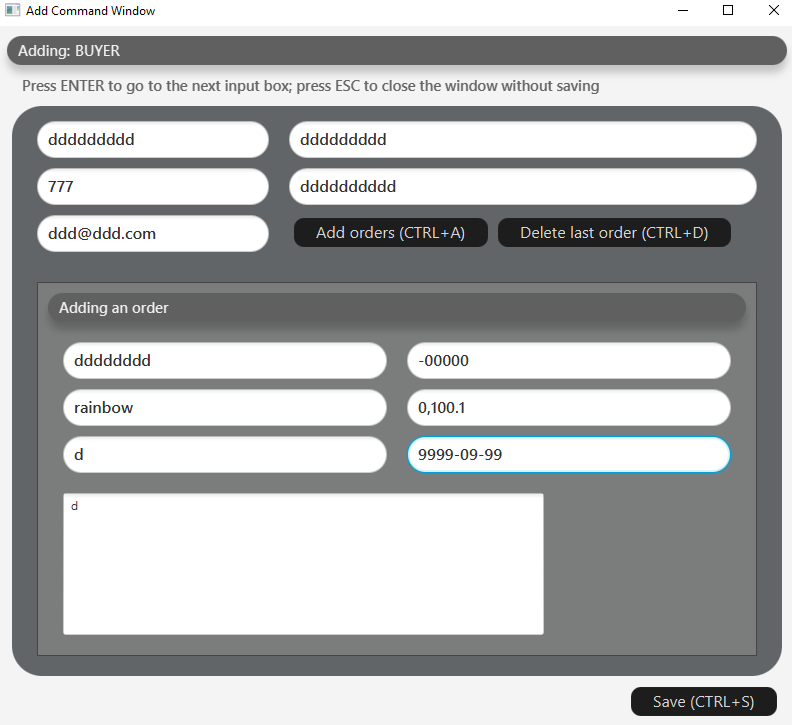 Add Command Window
Adding: BUYER
Press ENTER to go to the next input box; press ESC to close the window without saving
ddddddddd ddddddddd
777 dddddddddd
ddd@ddd.com Add orders (CTRL+A) Delete last order (CTRL+D)
Adding an order
dddddddd -00000
rainbow 0,100.1
d 9999-09-99
d
Save (CTRL+S)